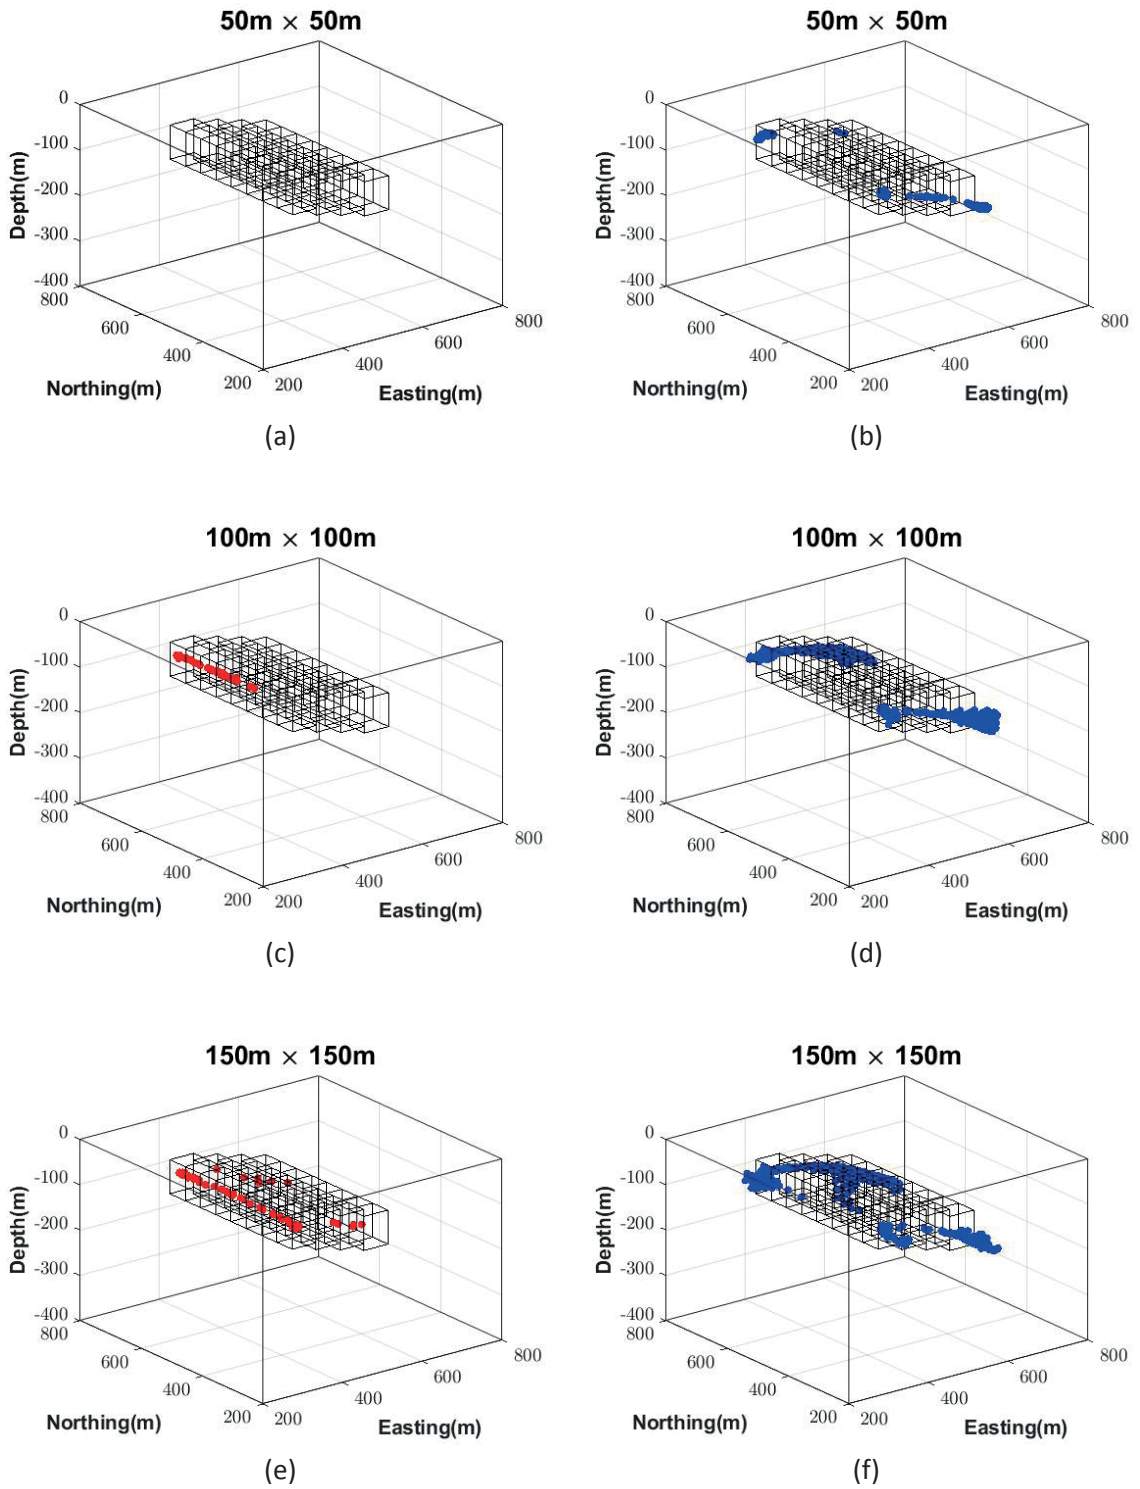 50m × 50m
0
-100
-200
-300
-400
800
600
400
200
200
400
600
800
Depth(m)
Northing(m)
Easting(m)
(a)
50m × 50m
0
-100
-200
-300
-400
800
600
400
200
200
400
600
800
Depth(m)
Northing(m)
Easting(m)
(b)
100m × 100m
0
-100
-200
-300
-400
800
600
400
200
200
400
600
800
Depth(m)
Northing(m)
Easting(m)
(c)
100m × 100m
0
-100
-200
-300
-400
800
600
400
200
200
400
600
800
Depth(m)
Northing(m)
Easting(m)
(d)
150m × 150m
0
-100
-200
-300
-400
800
600
400
200
200
400
600
800
Depth(m)
Northing(m)
Easting(m)
(e)
150m × 150m
0
-100
-200
-300
-400
800
600
400
200
200
400
600
800
Depth(m)
Northing(m)
Easting(m)
(f)